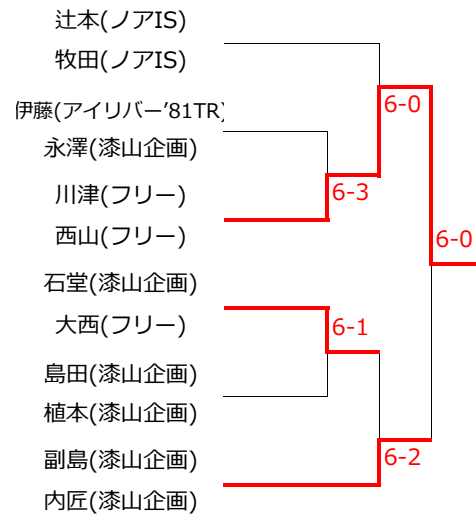 辻本(ノアIS)
牧田(ノアIS)
伊藤(アイリバー’81TR)
永澤(漆山企画)
川津(フリー)
西山(フリー)
石堂(漆山企画)
大西(フリー)
島田(漆山企画)
植本(漆山企画)
副島(漆山企画)
内匠(漆山企画)
6-0
6-3
6-0
6-1
6-2